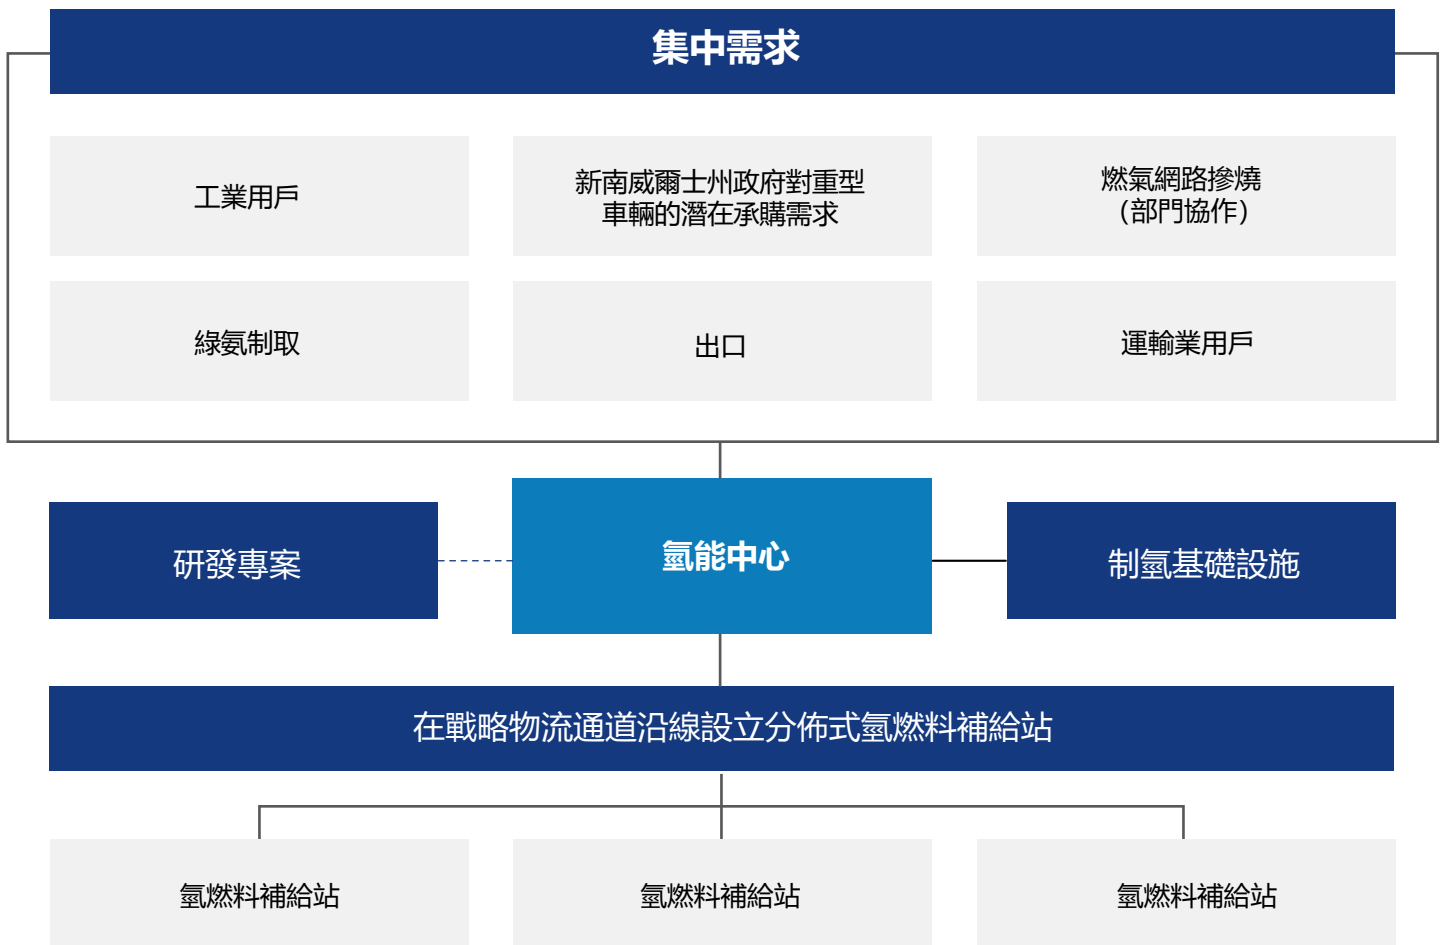 集中需求
工業用戶
新南威爾士州政府對重型
車輛的潛在承購需求
燃氣網路摻燒
（部門協作）
綠氨制取
出口
運輸業用戶
研發專案
氫能中心
制氫基礎設施
在戰略物流通道沿線設立分佈式氫燃料補給站
氫燃料補給站
氫燃料補給站
氫燃料補給站